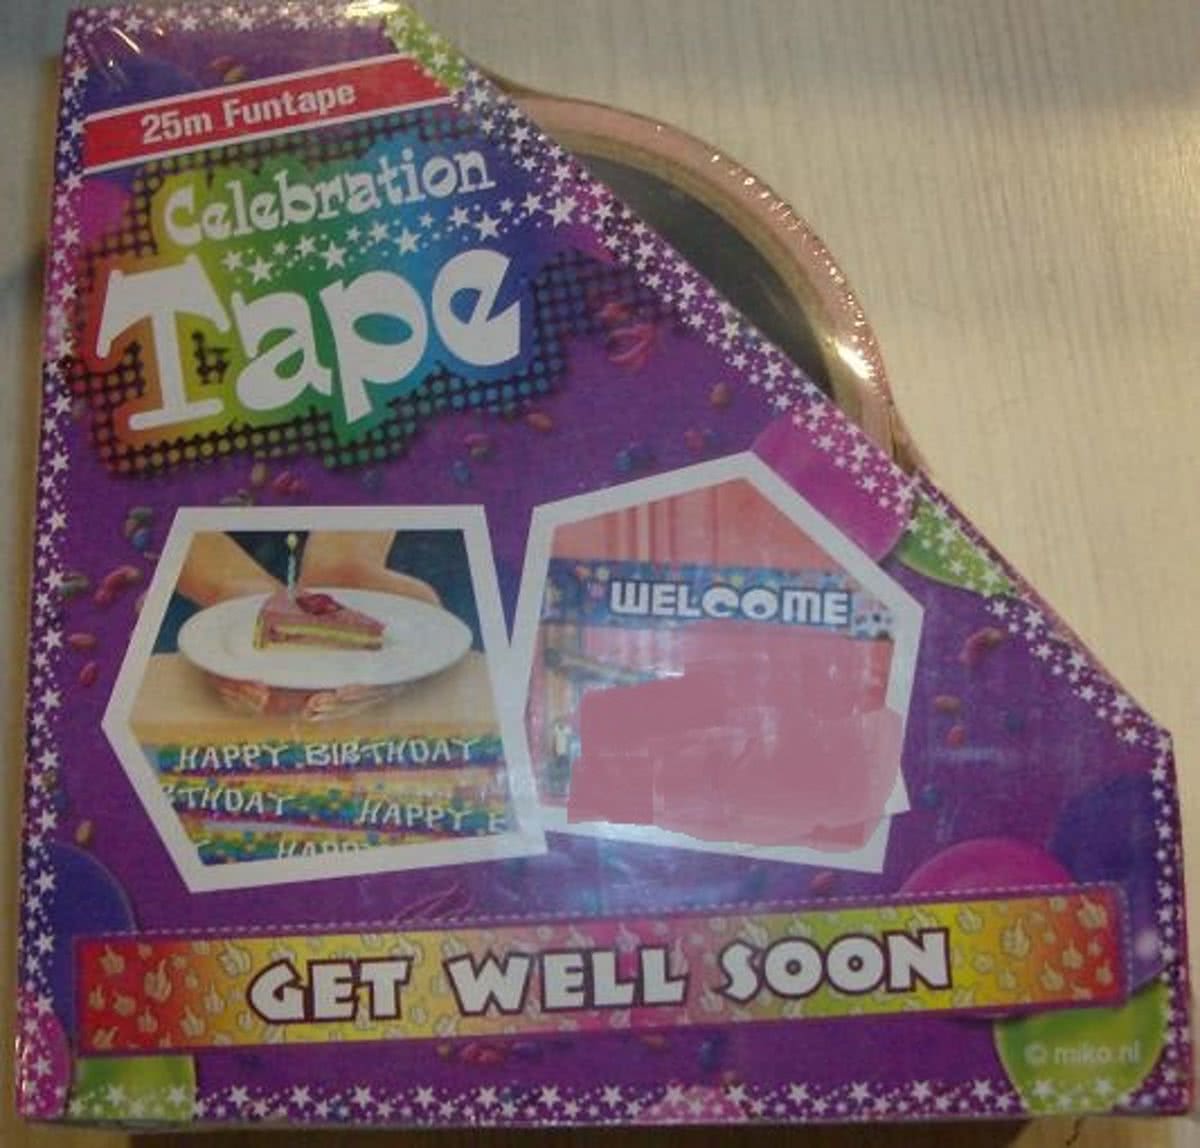 25m Funtape
Celebration
Tape
WELCOME
HAPPY BIRTHDAY
THDAY HAPPY
GET WELL SOON
© miko.nl